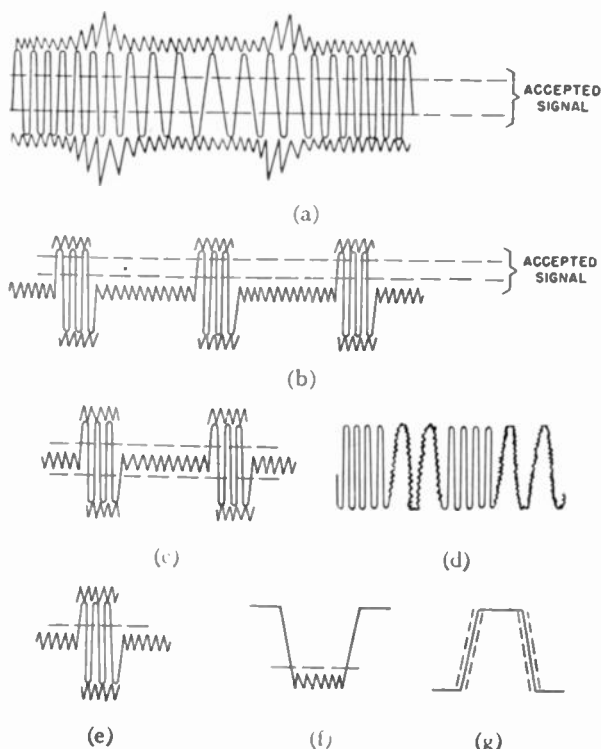 ACCEPTED
SIGNAL
(a)
ACCEPTED
SIGNAL
(b)
(c)
(d)
(e)
(f)
(g)